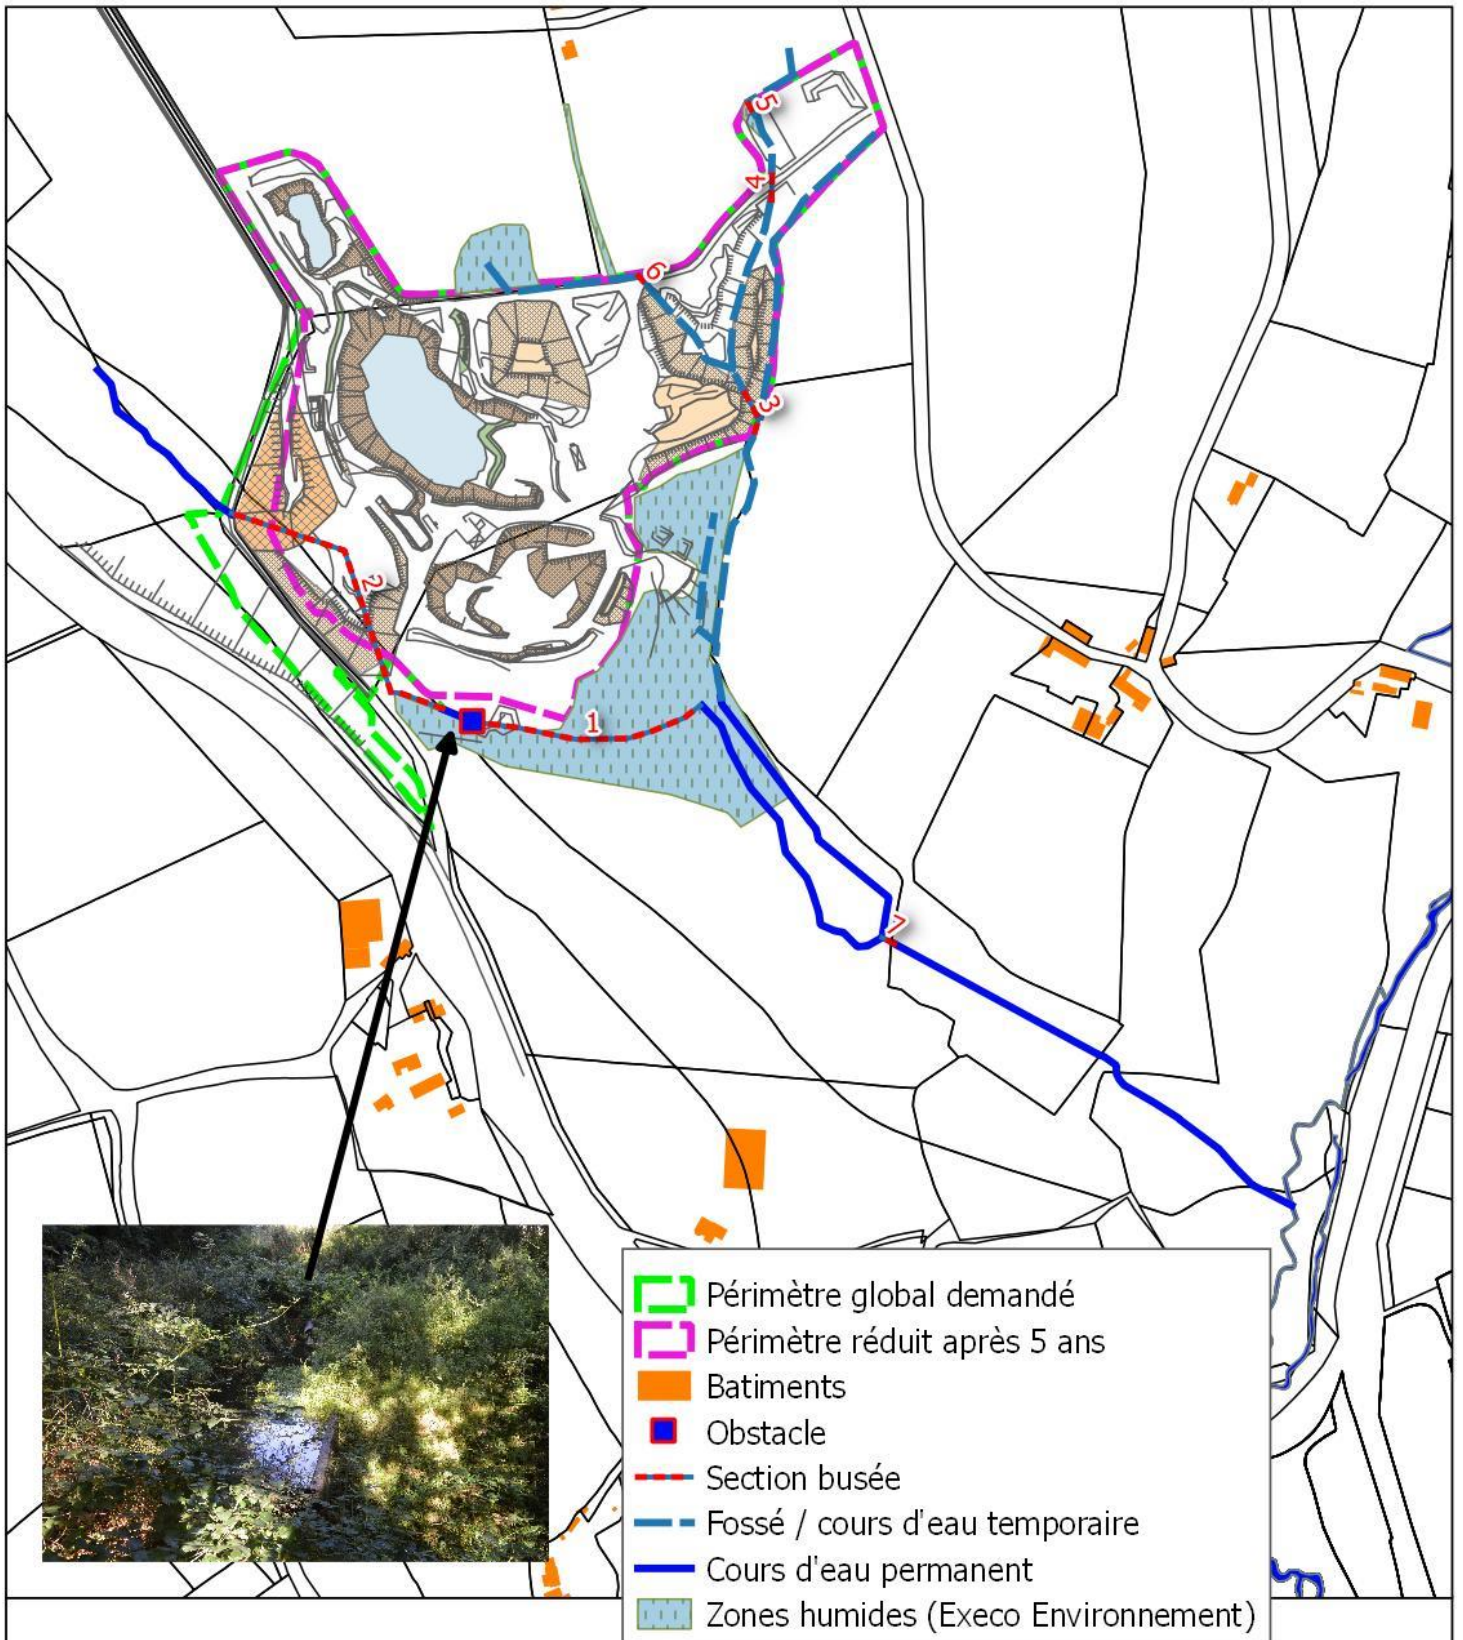 5
4
6
3
2
1
7
Périmètre global demandé
Périmètre réduit après 5 ans
Batiments
Obstacle
Section busée
Fossé / cours d'eau temporaire
Cours d'eau permanent
Zones humides (Execo Environnement)